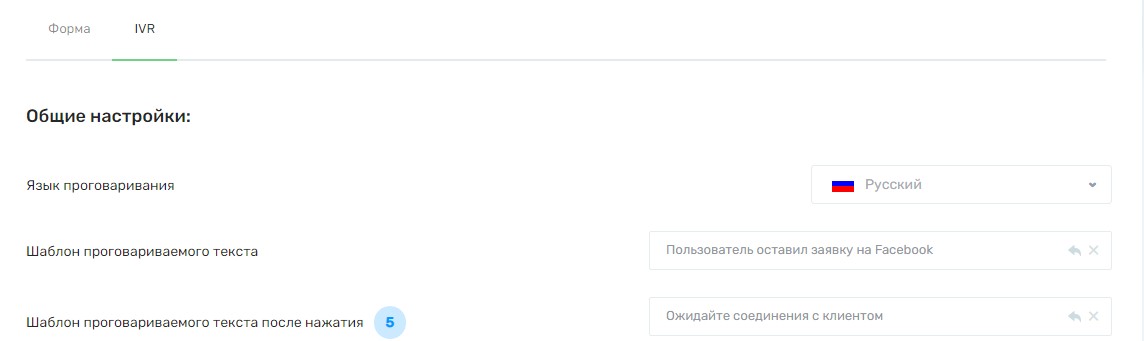 Форма IVR
Общие настройки:
Язык проговаривания Русский
Шаблон проговариваемого текста Пользователь оставил заявку на Facebook
Шаблон проговариваемого текста после нажатия 5 Ожидайте соединения с клиентом